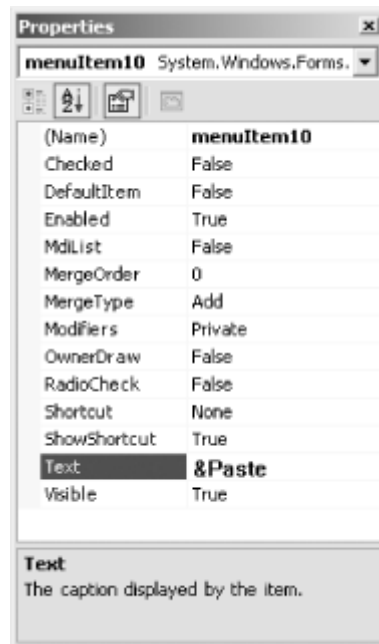 Properties
menuItem10 System.Windows.Forms.
(Name) menuItem10
Checked False
DefaultItem False
Enabled True
MdiList False
MergeOrder 0
MergeType Add
Modifiers Private
OwnerDraw False
RadioCheck False
Shortcut None
ShowShortcut True
Text &Paste
Visible True
Text
The caption displayed by the item.